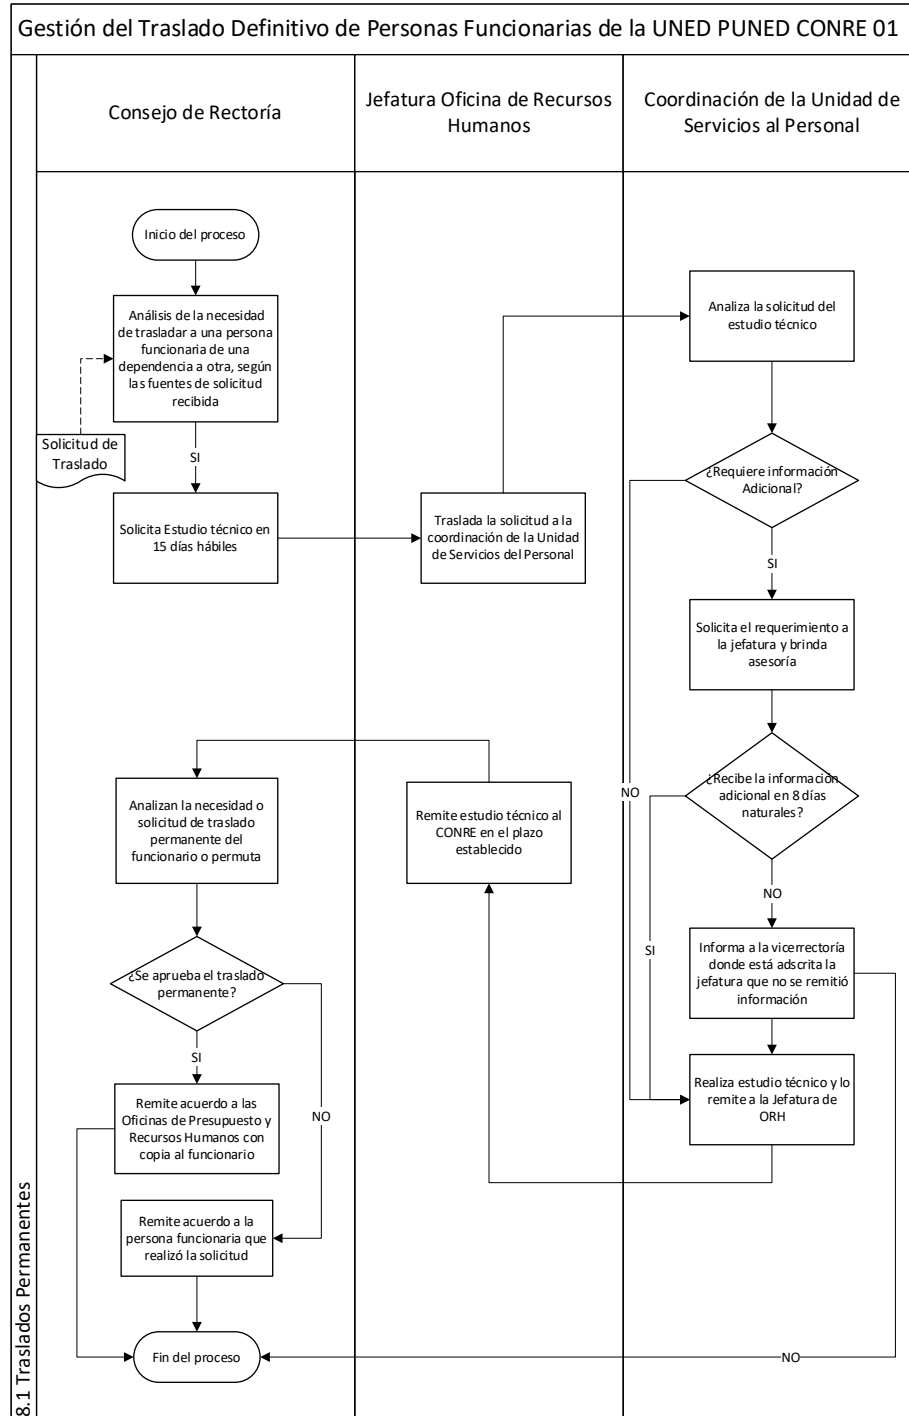 Gestión del Traslado Definitivo de Personas Funcionarias de la UNED PUNED CONRE 01
8.1 Traslados Permanentes
Consejo de Rectoría
Jefatura Oficina de Recursos
Humanos
Coordinación de la Unidad de
Servicios al Personal
Inicio del proceso
Análisis de la necesidad
de trasladar a una persona
funcionaria de una
dependencia a otra, según
las fuentes de solicitud
recibida
Solicitud de
Traslado
SI
Solicita Estudio técnico en
15 días hábiles
Traslada la solicitud a la
coordinación de la Unidad
de Servicios del Personal
Analiza la solicitud del
estudio técnico
¿Requiere información
Adicional?
SI
NO
Solicita el requerimiento a
la jefatura y brinda
asesoría
¿Recibe la información
adicional en 8 días
naturales?
NO
SI
Informa a la vicerrectoría
donde está adscrita la
jefatura que no se remitió
información
Realiza estudio técnico y lo
remite a la Jefatura de
ORH
Remite estudio técnico al
CONRE en el plazo
establecido
Analizan la necesidad o
solicitud de traslado
permanente del
funcionario o permuta
¿Se aprueba el traslado
permanente?
SI
NO
Remite acuerdo a las
Oficinas de Presupuesto y
Recursos Humanos con
copia al funcionario
Remite acuerdo a la
persona funcionaria que
realizó la solicitud
Fin del proceso
NO